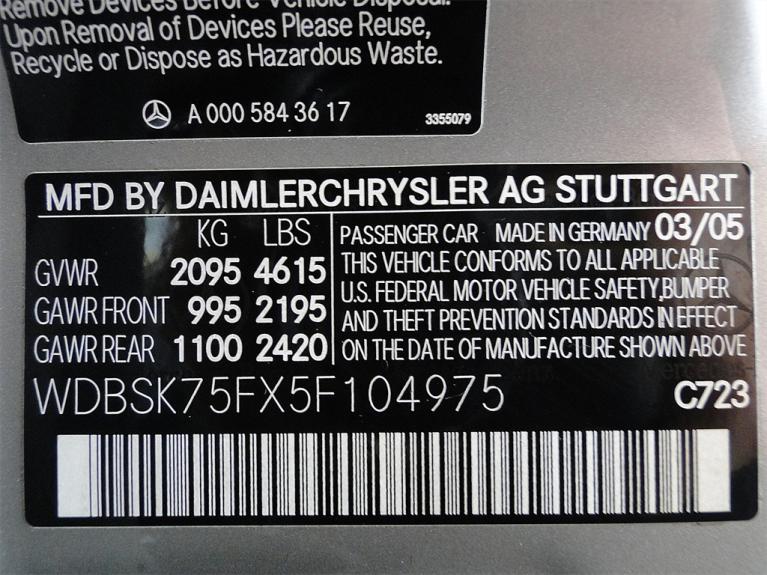 Remove Devices Before Vehicle Disposal.
Upon Removal of Devices Please Reuse,
Recycle or Dispose as Hazardous Waste.
A 000 584 36 17
3355079
MFD BY DAIMLERCHRYSLER AG STUTTGART
KG LBS
GVWR 2095 4615
GAWR FRONT 995 2195
GAWR REAR 1100 2420
PASSENGER CAR MADE IN GERMANY 03/05
THIS VEHICLE CONFORMS TO ALL APPLICABLE
U.S. FEDERAL MOTOR VEHICLE SAFETY,BUMPER
AND THEFT PREVENTION STANDARDS IN EFFECT
ON THE DATE OF MANUFACTURE SHOWN ABOVE
WDBSK75FX5F104975
C723